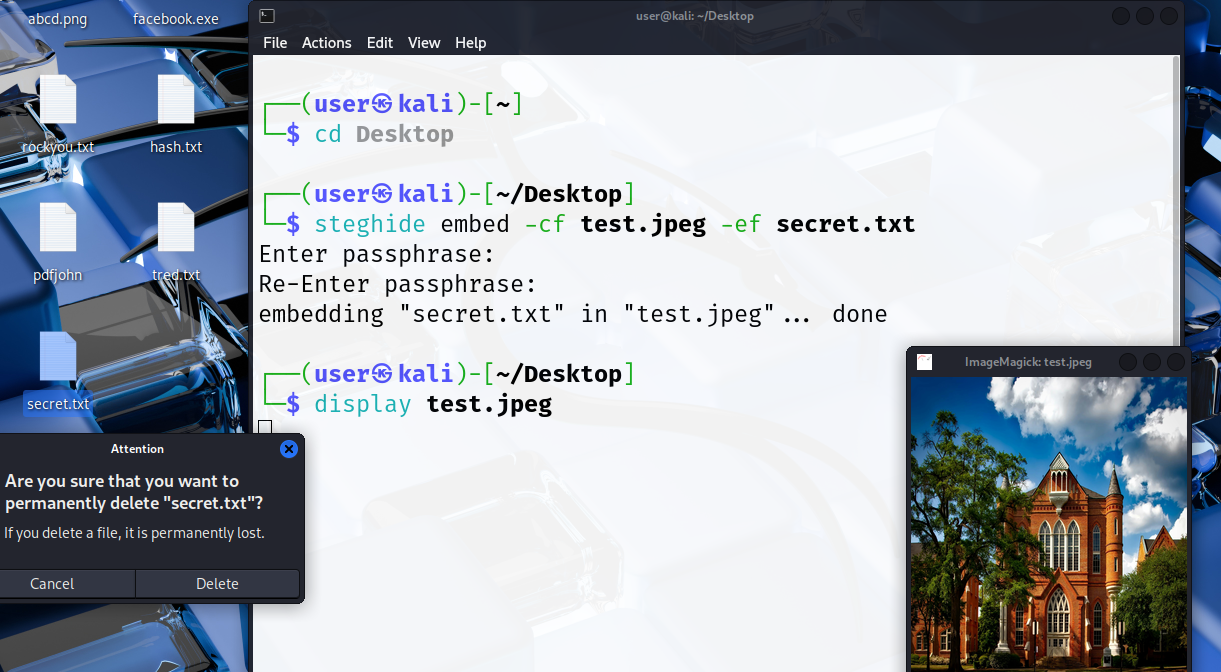 abcd.png
facebook.exe
rockyou.txt
hash.txt
pdfjohn
tred.txt
secret.txt
user@kali: ~/Desktop
File Actions Edit View Help
┌──(user㉿kali)-[~]
└─$ cd Desktop
┌──(user㉿kali)-[~/Desktop]
└─$ steghide embed -cf test.jpeg -ef secret.txt
Enter passphrase:
Re-Enter passphrase:
embedding "secret.txt" in "test.jpeg"... done
┌──(user㉿kali)-[~/Desktop]
└─$ display test.jpeg
Attention
Are you sure that you want to
permanently delete "secret.txt"?
If you delete a file, it is permanently lost.
Cancel Delete
ImageMagick: test.jpeg